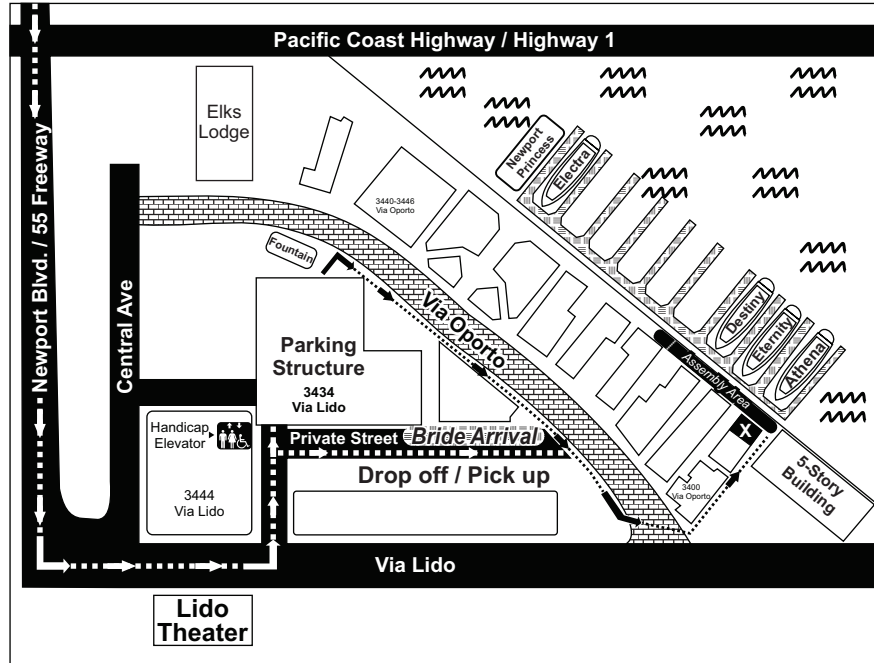 Pacific Coast Highway / Highway 1
Newport Blvd. / 55 Freeway
Elks
Lodge
Newport
Princess
Electra
3440-3446
Via Oporto
Fountain
Central Ave
Via Oporto
Parking
Structure
3434
Via Lido
Destiny
Eternity
Athena
Assembly Area
Handicap
Elevator
Private Street
Bride Arrival
X
3444
Via Lido
Drop off / Pick up
3400
Via Oporto
5-Story
Building
Via Lido
Lido
Theater